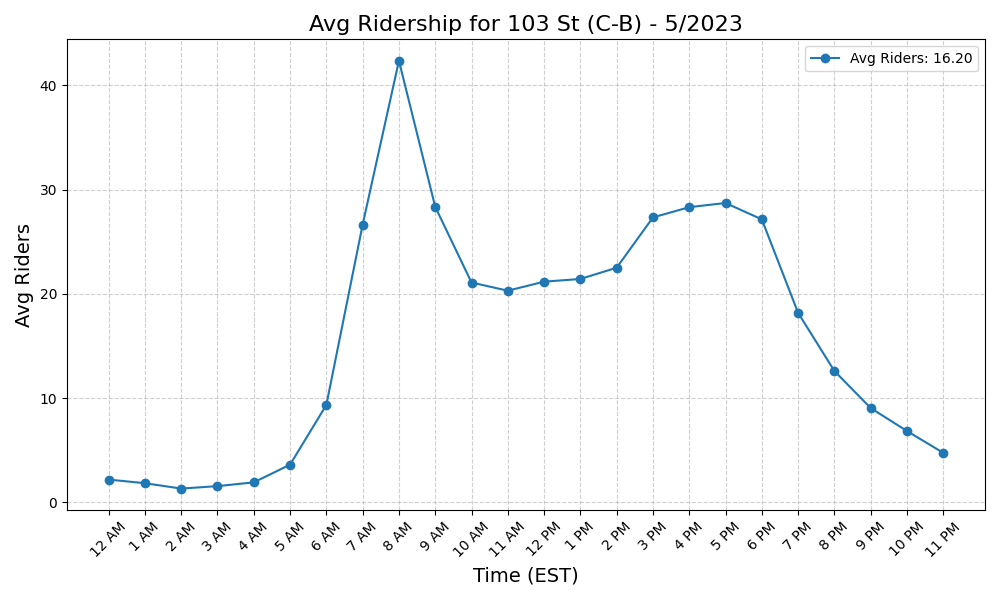 Avg Ridership for 103 St (C-B) - 5/2023
Avg Riders: 16.20
Avg Riders
40
30
20
10
0
12 AM
1 AM
2 AM
3 AM
4 AM
5 AM
6 AM
7 AM
8 AM
9 AM
10 AM
11 AM
12 PM
1 PM
2 PM
3 PM
4 PM
5 PM
6 PM
7 PM
8 PM
9 PM
10 PM
11 PM
Time (EST)